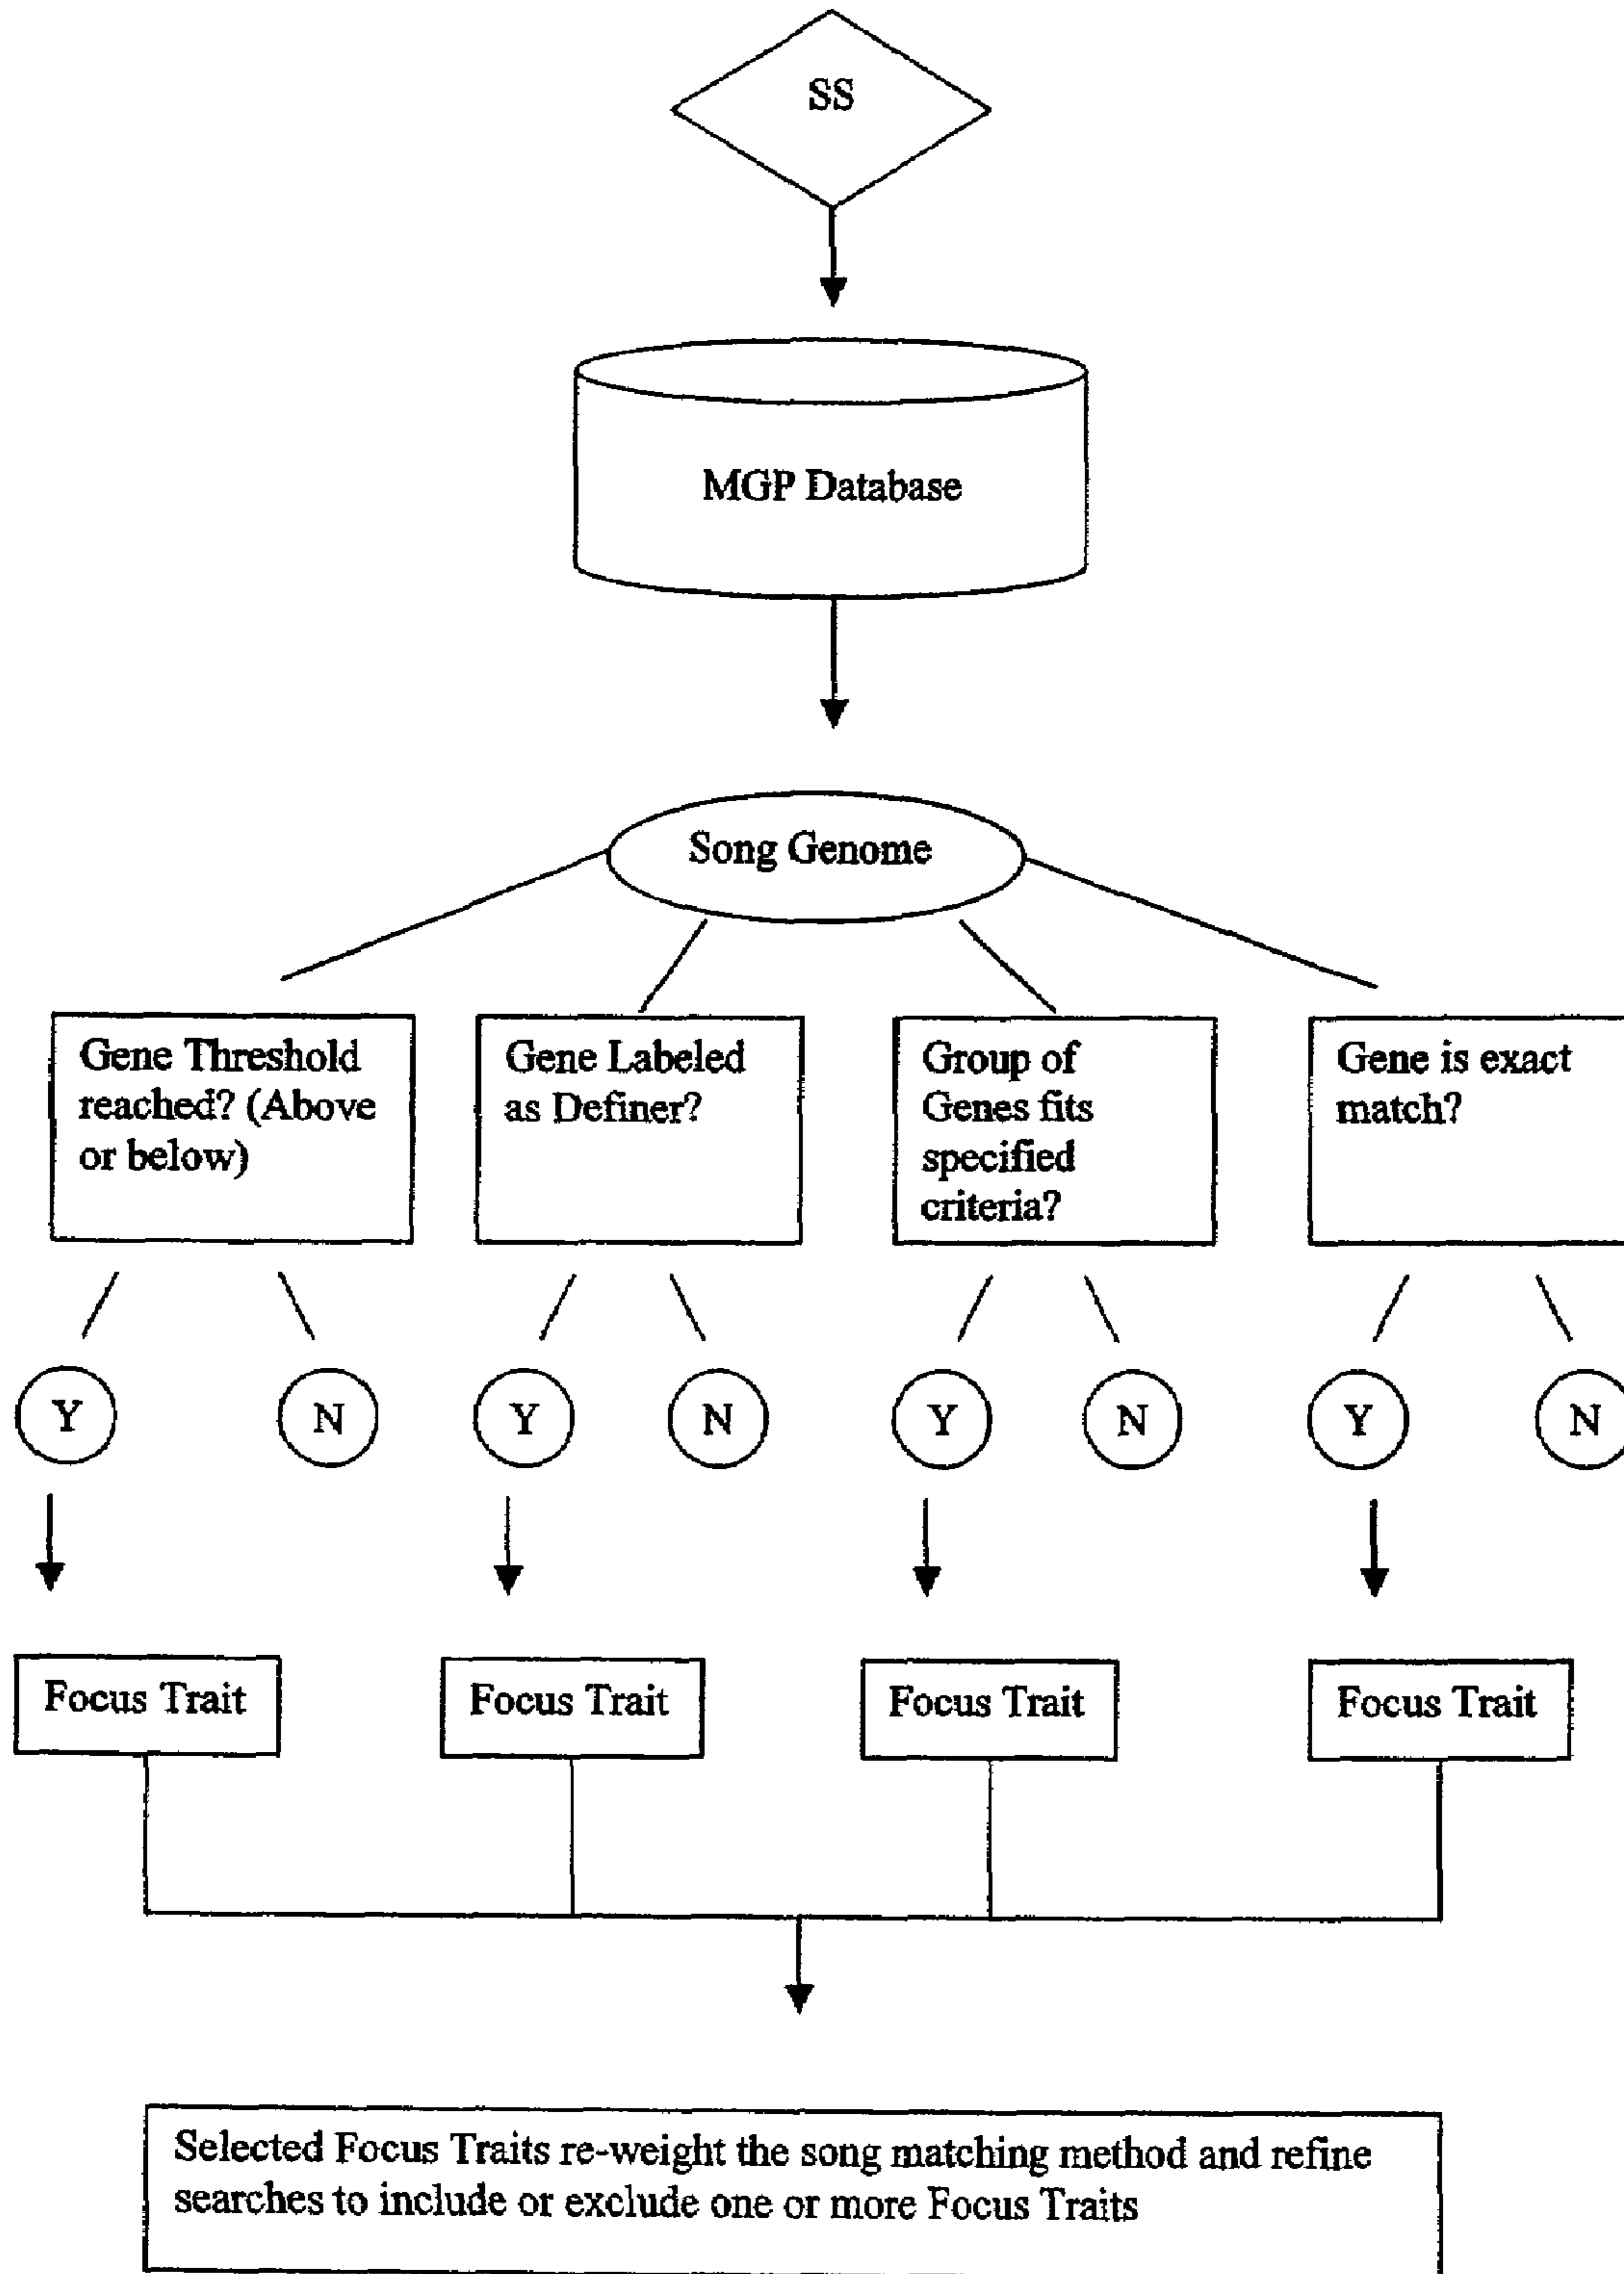 SS
MGP Database
Song Genome
Gene Threshold
reached? (Above
or below)
Gene Labeled
as Definer?
Group of
Genes fits
specified
criteria?
Gene is exact
match?
Y
N
Y
N
Y
N
Y
N
Focus Trait
Focus Trait
Focus Trait
Focus Trait
Selected Focus Traits re-weight the song matching method and refine
searches to include or exclude one or more Focus Traits